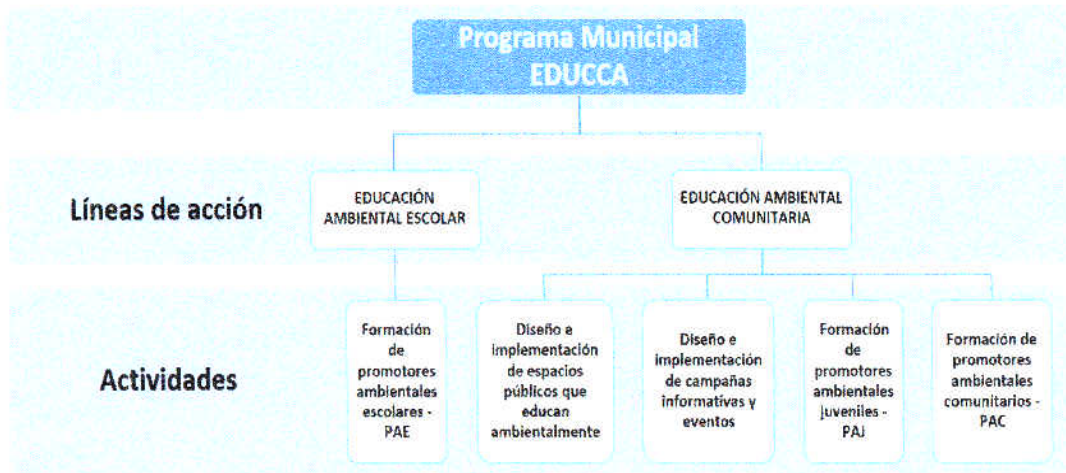 Programa Municipal
EDUCCA
Líneas de acción
EDUCACIÓN
AMBIENTAL ESCOLAR
EDUCACIÓN AMBIENTAL
COMUNITARIA
Actividades
Formación
de
promotores
ambientales
escolares -
PAE
Diseño e
implementación
de espacios
públicos que
educan
ambientalmente
Diseño e
implementación
de campañas
informativas y
eventos
Formación
de
promotores
ambientales
juveniles -
PAJ
Formación de
promotores
ambientales
comunitarios -
PAC